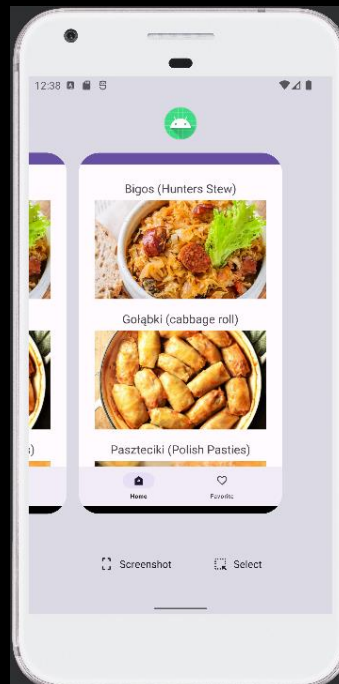 12:38
Bigos (Hunters Stew)
Gołąbki (cabbage roll)
s)
Paszteciki (Polish Pasties)
Home
Favorite
Screenshot
Select